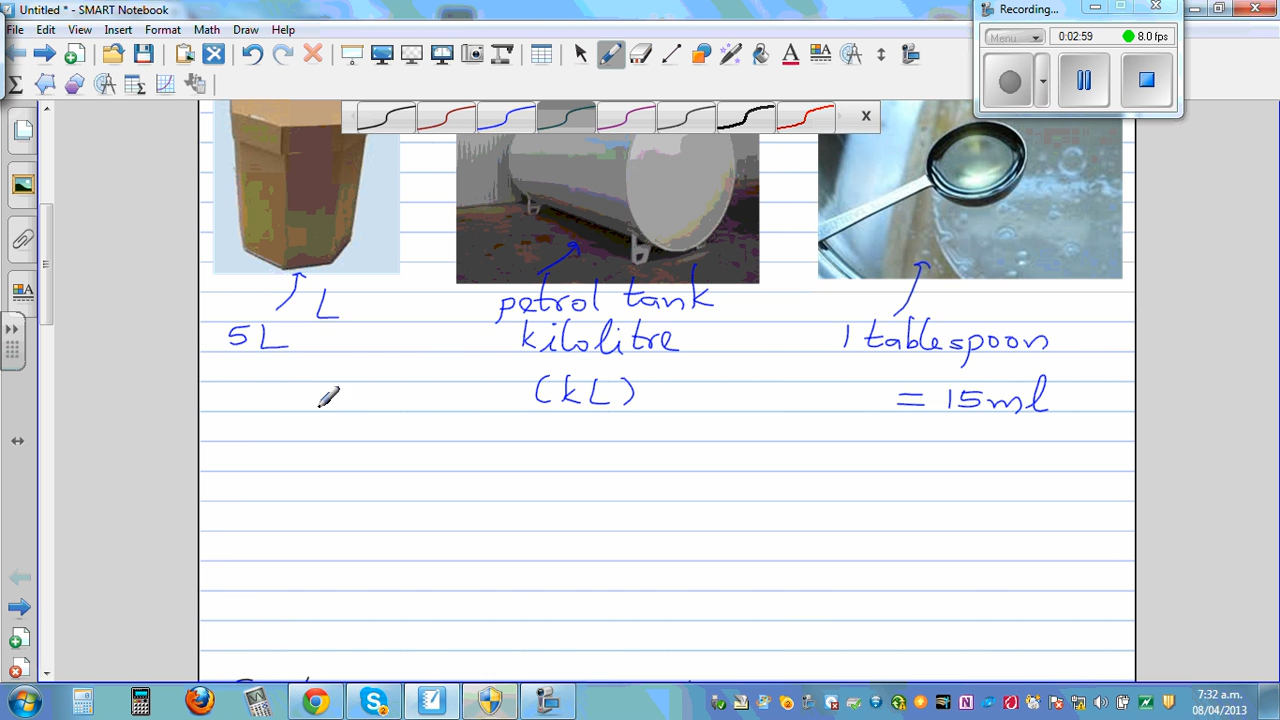 Untitled * - SMART Notebook
Recording...
File Edit View Insert Format Math Draw Help
Menu
0:02:59
8.0 fps
x
L
5L
petrol tank
kilolitre
(kL)
1 tablespoon
= 15ml
7:32 a.m.
08/04/2013